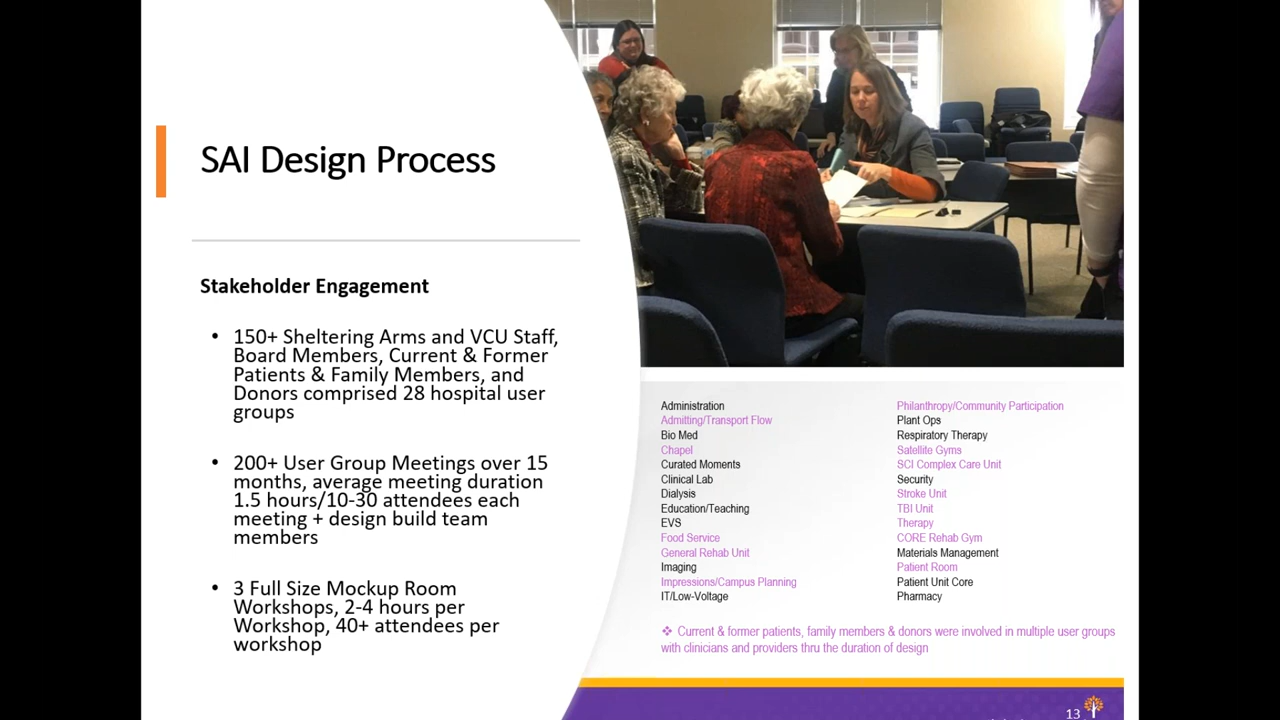 SAI Design Process
Stakeholder Engagement
• 150+ Sheltering Arms and VCU Staff,
Board Members, Current & Former
Patients & Family Members, and
Donors comprised 28 hospital user
groups
• 200+ User Group Meetings over 15
months, average meeting duration
1.5 hours/10-30 attendees each
meeting + design build team
members
• 3 Full Size Mockup Room
Workshops, 2-4 hours per
Workshop, 40+ attendees per
workshop
Administration
Admitting/Transport Flow
Bio Med
Chapel
Curated Moments
Clinical Lab
Dialysis
Education/Teaching
EVS
Food Service
General Rehab Unit
Imaging
Impressions/Campus Planning
IT/Low-Voltage
Philanthropy/Community Participation
Plant Ops
Respiratory Therapy
Satellite Gyms
SCI Complex Care Unit
Security
Stroke Unit
TBI Unit
Therapy
CORE Rehab Gym
Materials Management
Patient Room
Patient Unit Core
Pharmacy
❖ Current & former patients, family members & donors were involved in multiple user groups
with clinicians and providers thru the duration of design
13